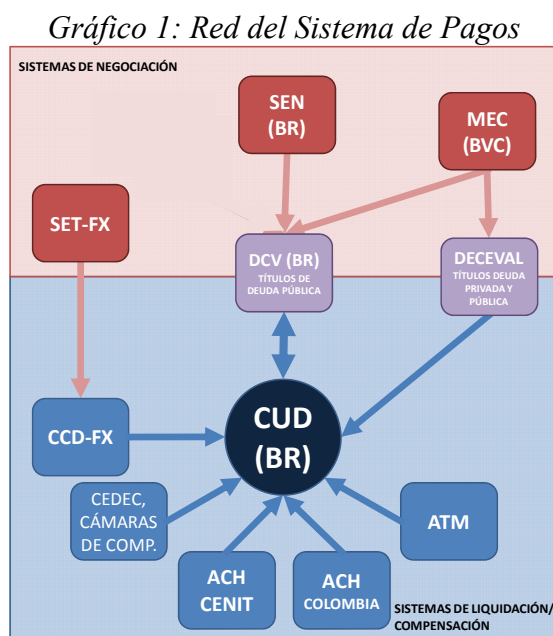 Gráfico 1: Red del Sistema de Pagos
SISTEMAS DE NEGOCIACIÓN
SEN
(BR)
MEC
(BVC)
SET-FX
DCV (BR)
TÍTULOS DE
DEUDA PÚBLICA
DECEVAL
TÍTULOS DEUDA
PRIVADA Y
PÚBLICA
CCD-FX
CUD
(BR)
CEDEC,
CÁMARAS
DE COMP.
ATM
ACH
CENIT
ACH
COLOMBIA
SISTEMAS DE LIQUIDACIÓN/
COMPENSACIÓN